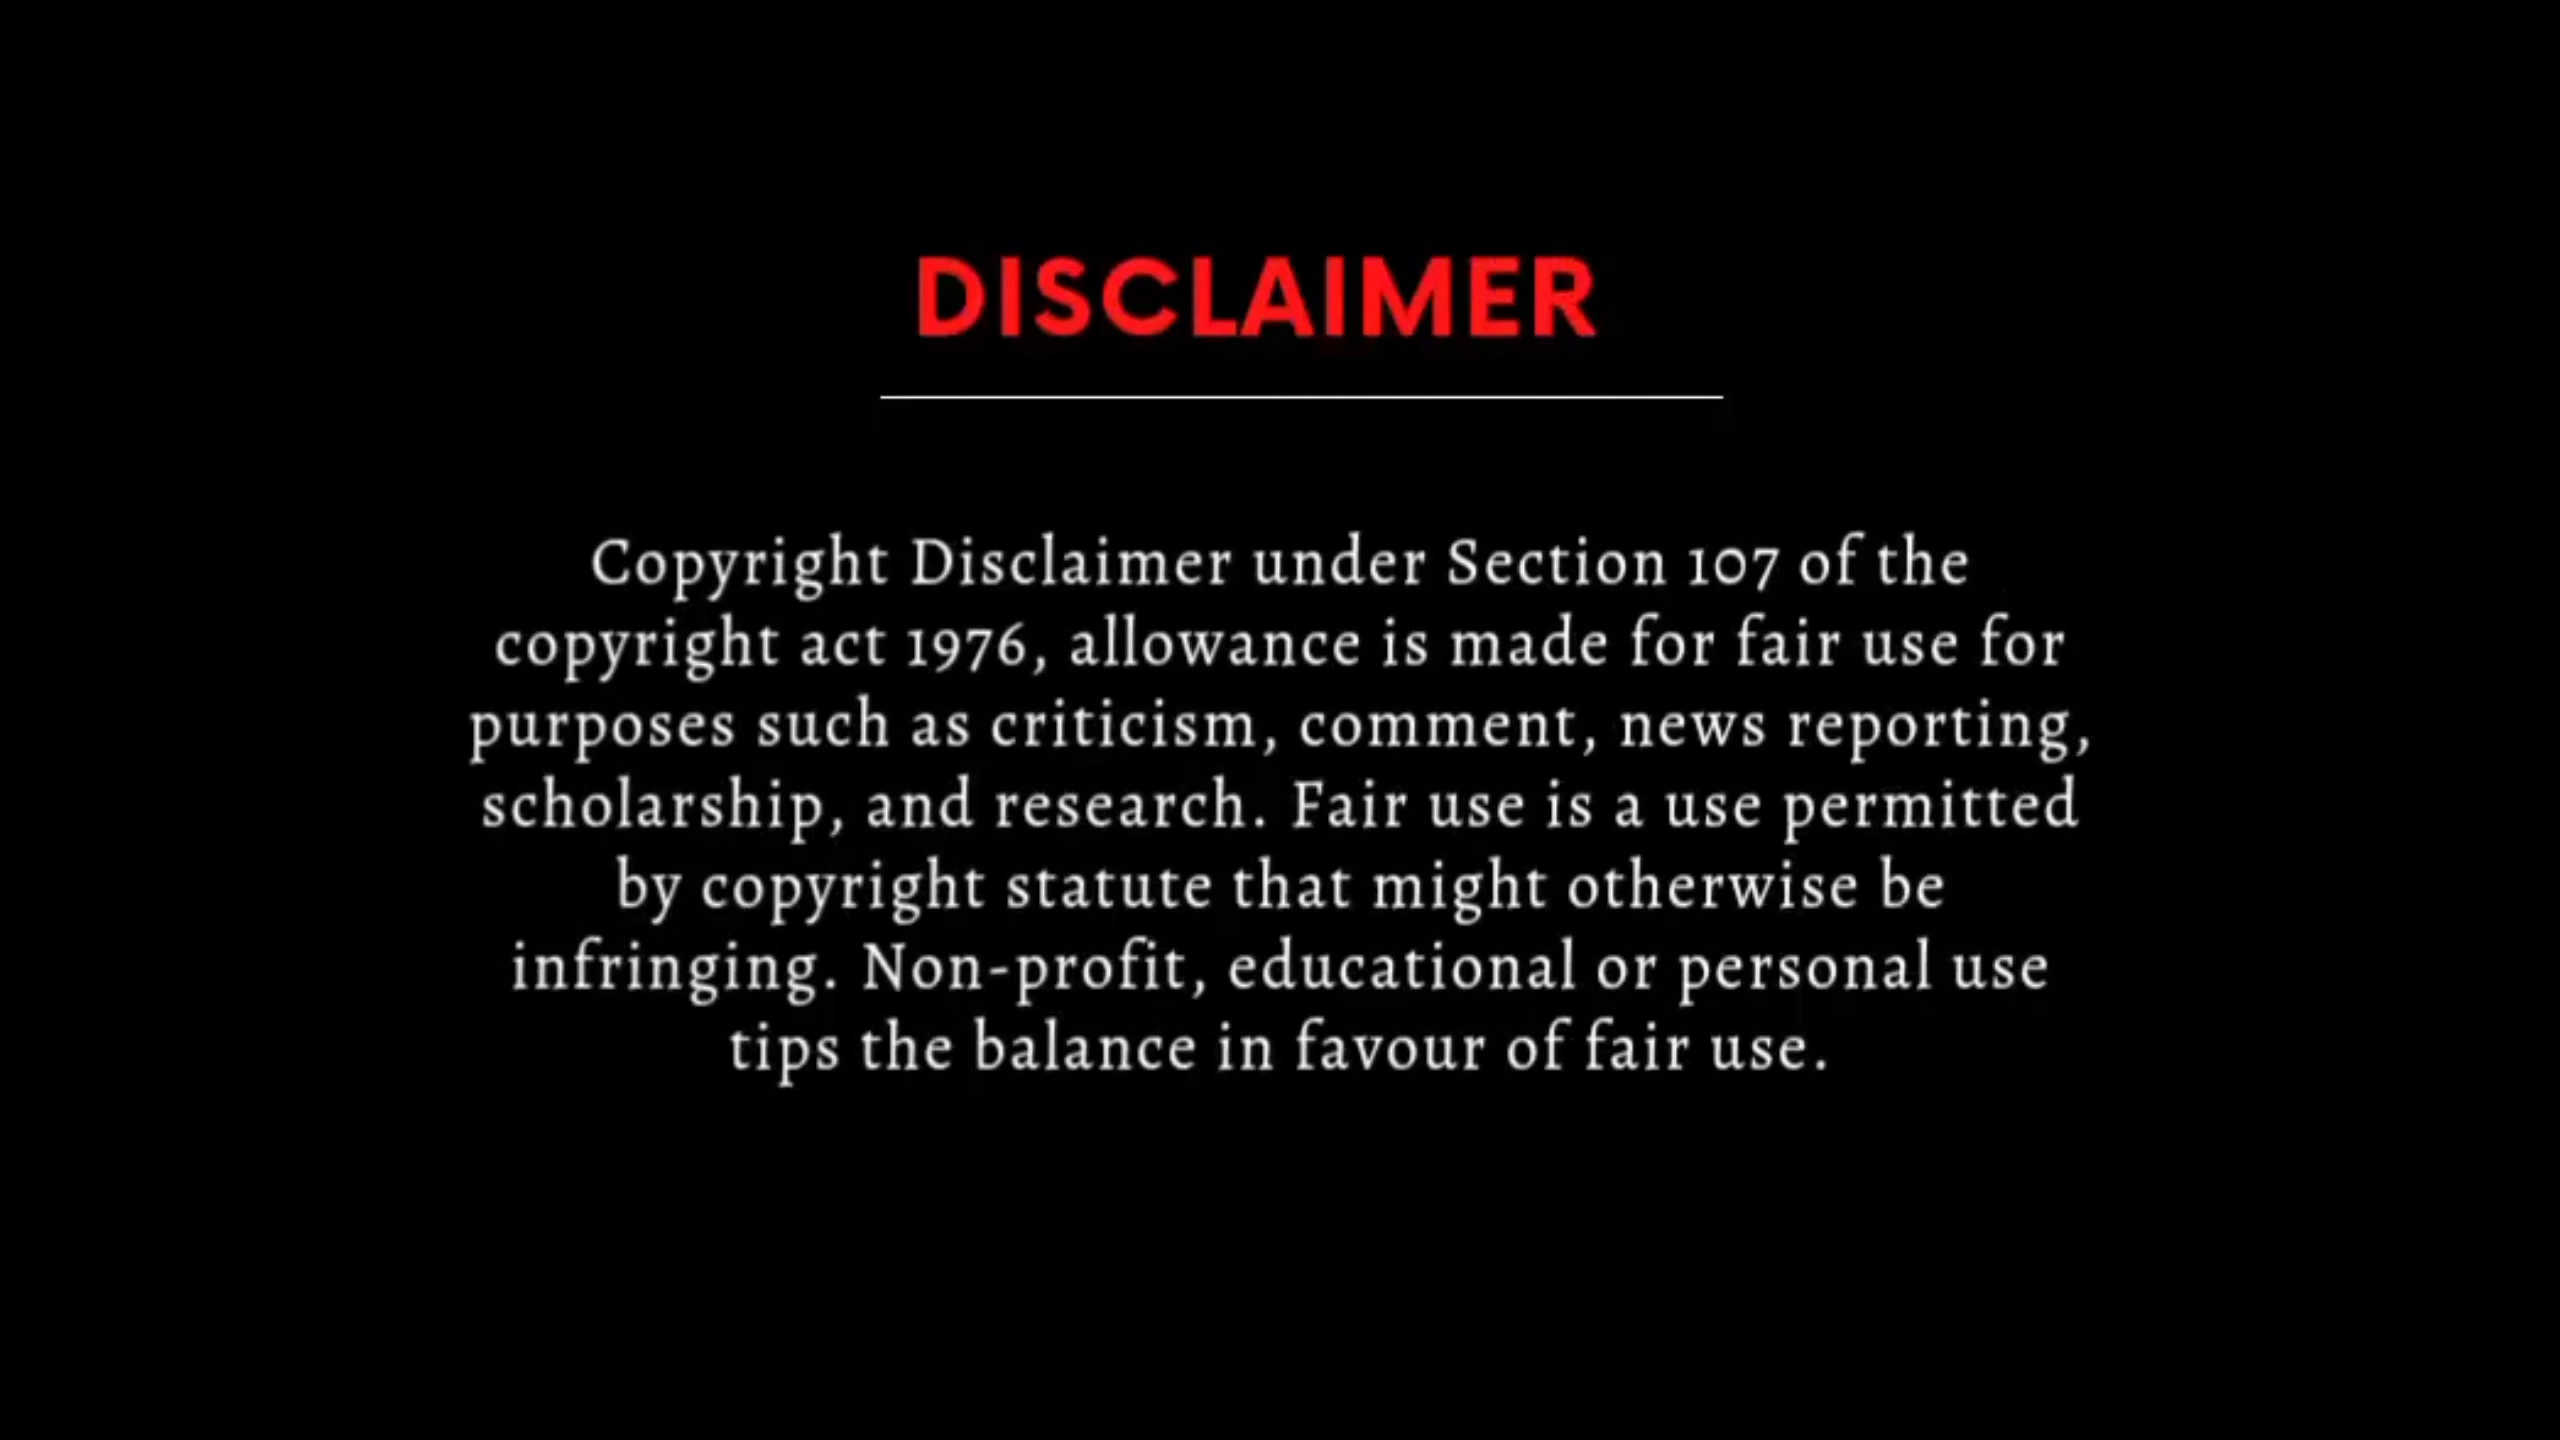 DISCLAIMER
Copyright Disclaimer under Section 107 of the
copyright act 1976, allowance is made for fair use for
purposes such as criticism, comment, news reporting,
scholarship, and research. Fair use is a use permitted
by copyright statute that might otherwise be
infringing. Non-profit, educational or personal use
tips the balance in favour of fair use.